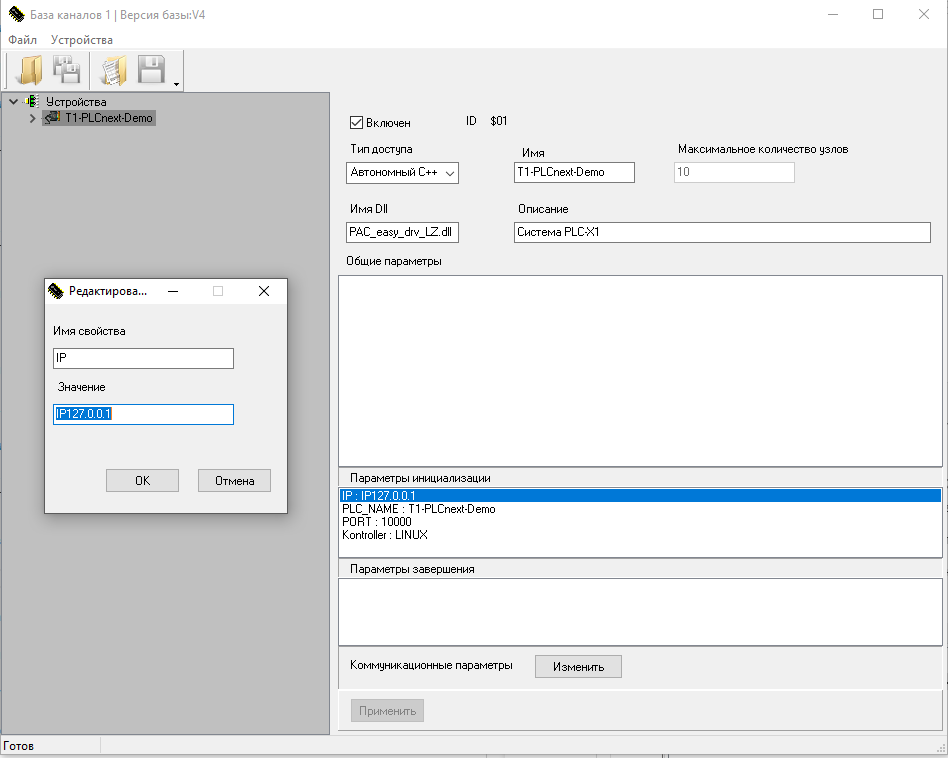 База каналов 1 | Версия базы:V4
Файл Устройства
Устройства
T1-PLCnext-Demo
Включен ID $01
Тип доступа Имя Максимальное количество узлов
Автономный C++ T1-PLCnext-Demo 10
Имя Dll Описание
PAC_easy_drv_LZ.dll Система PLC-X1
Общие параметры
Редактирова...
Имя свойства
IP
Значение
IP127.0.0.1
OK Отмена
Параметры инициализации
IP : IP127.0.0.1
PLC_NAME : T1-PLCnext-Demo
PORT : 10000
Kontroller : LINUX
Параметры завершения
Коммуникационные параметры Изменить
Применить
Готов